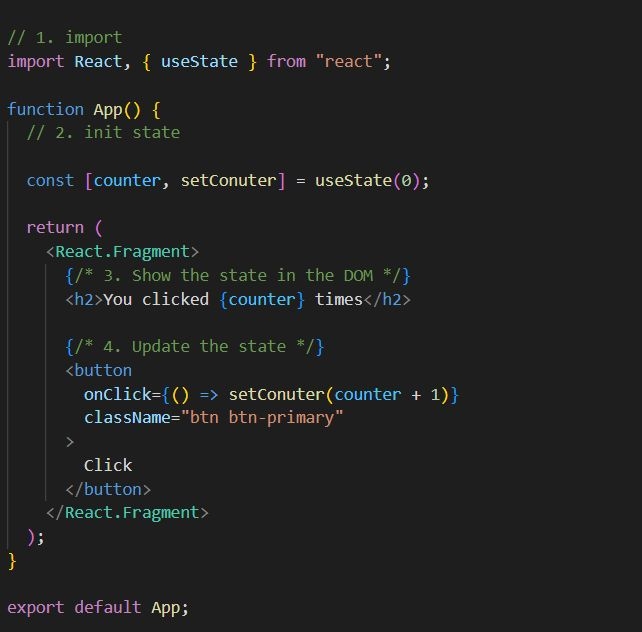 // 1. import
import React, { useState } from "react";
function App() {
// 2. init state
const [counter, setConuter] = useState(0);
return (
<React.Fragment>
{/* 3. Show the state in the DOM */}
<h2>You clicked {counter} times</h2>
{/* 4. Update the state */}
<button
onClick={() => setConuter(counter + 1)}
className="btn btn-primary"
>
Click
</button>
</React.Fragment>
);
}
export default App;